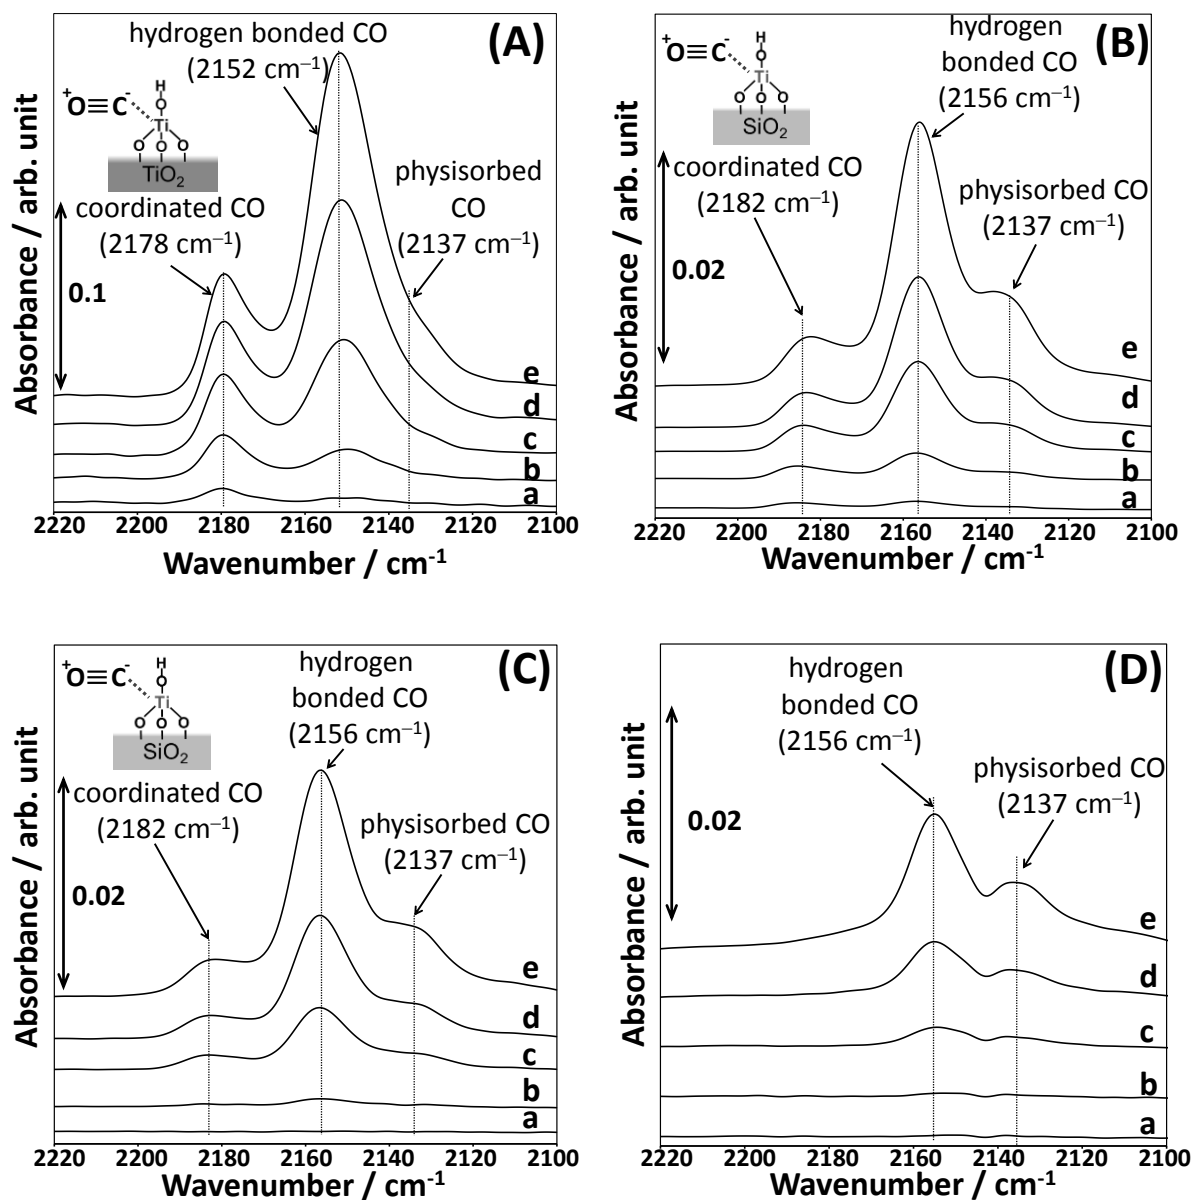 (A)
hydrogen bonded CO
(2152 cm⁻¹)
H
O
⁺O≡C⁻
Ti
O O O
TiO₂
coordinated CO
(2178 cm⁻¹)
physisorbed
CO
(2137 cm⁻¹)
0.1
e
d
c
b
a
Absorbance / arb. unit
2220 2200 2180 2160 2140 2120 2100
Wavenumber / cm⁻¹
(B)
hydrogen
bonded CO
(2156 cm⁻¹)
H
O
⁺O≡C⁻
Ti
O O O
SiO₂
coordinated CO
(2182 cm⁻¹)
physisorbed CO
(2137 cm⁻¹)
0.02
e
d
c
b
a
Absorbance / arb. unit
2220 2200 2180 2160 2140 2120 2100
Wavenumber / cm⁻¹
(C)
hydrogen
bonded CO
(2156 cm⁻¹)
H
O
⁺O≡C⁻
Ti
O O O
SiO₂
coordinated CO
(2182 cm⁻¹)
physisorbed CO
(2137 cm⁻¹)
0.02
e
d
c
b
a
Absorbance / arb. unit
2220 2200 2180 2160 2140 2120 2100
Wavenumber / cm⁻¹
(D)
hydrogen
bonded CO
(2156 cm⁻¹)
physisorbed CO
(2137 cm⁻¹)
0.02
e
d
c
b
a
Absorbance / arb. unit
2220 2200 2180 2160 2140 2120 2100
Wavenumber / cm⁻¹